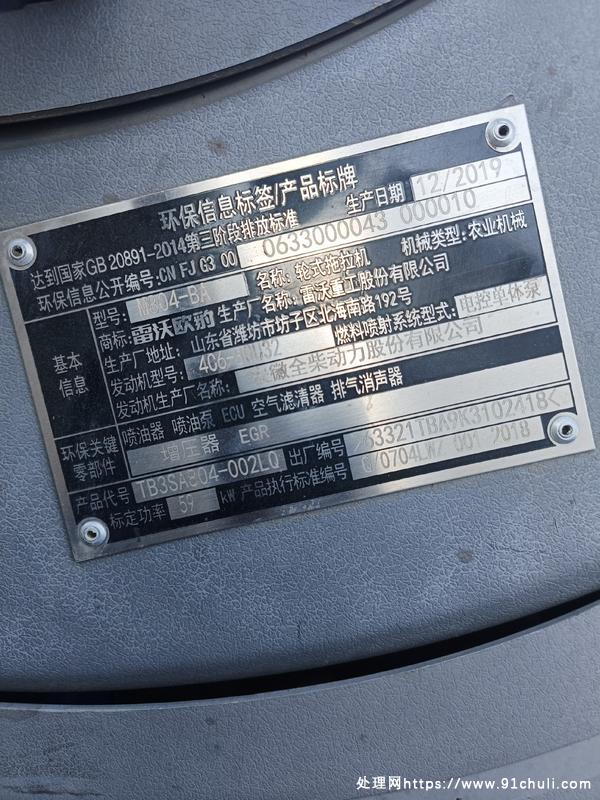 环保信息标签/产品标牌
达到国家GB 20891-2014第三阶段排放标准 生产日期 12/2019
环保信息公开编号:CN FJ G3 00 0633000043 000010
基本信息
型号: 804-BA 名称: 轮式拖拉机 机械类型: 农业机械
商标: 雷沃欧豹 生产厂名称: 雷沃重工股份有限公司
生产厂地址: 山东省潍坊市坊子区北海南路192号
发动机型号: 燃料喷射系统型式: 电控单体泵
发动机生产厂名称: 安徽全柴动力股份有限公司
环保关键零部件
喷油器 喷油泵 ECU 空气滤清器 排气消声器
增压器 EGR
产品代号 TB3SA804-002LQ 出厂编号
标定功率 59 kW 产品执行标准编号 001 2018
处理网https://www.91chuli.com/